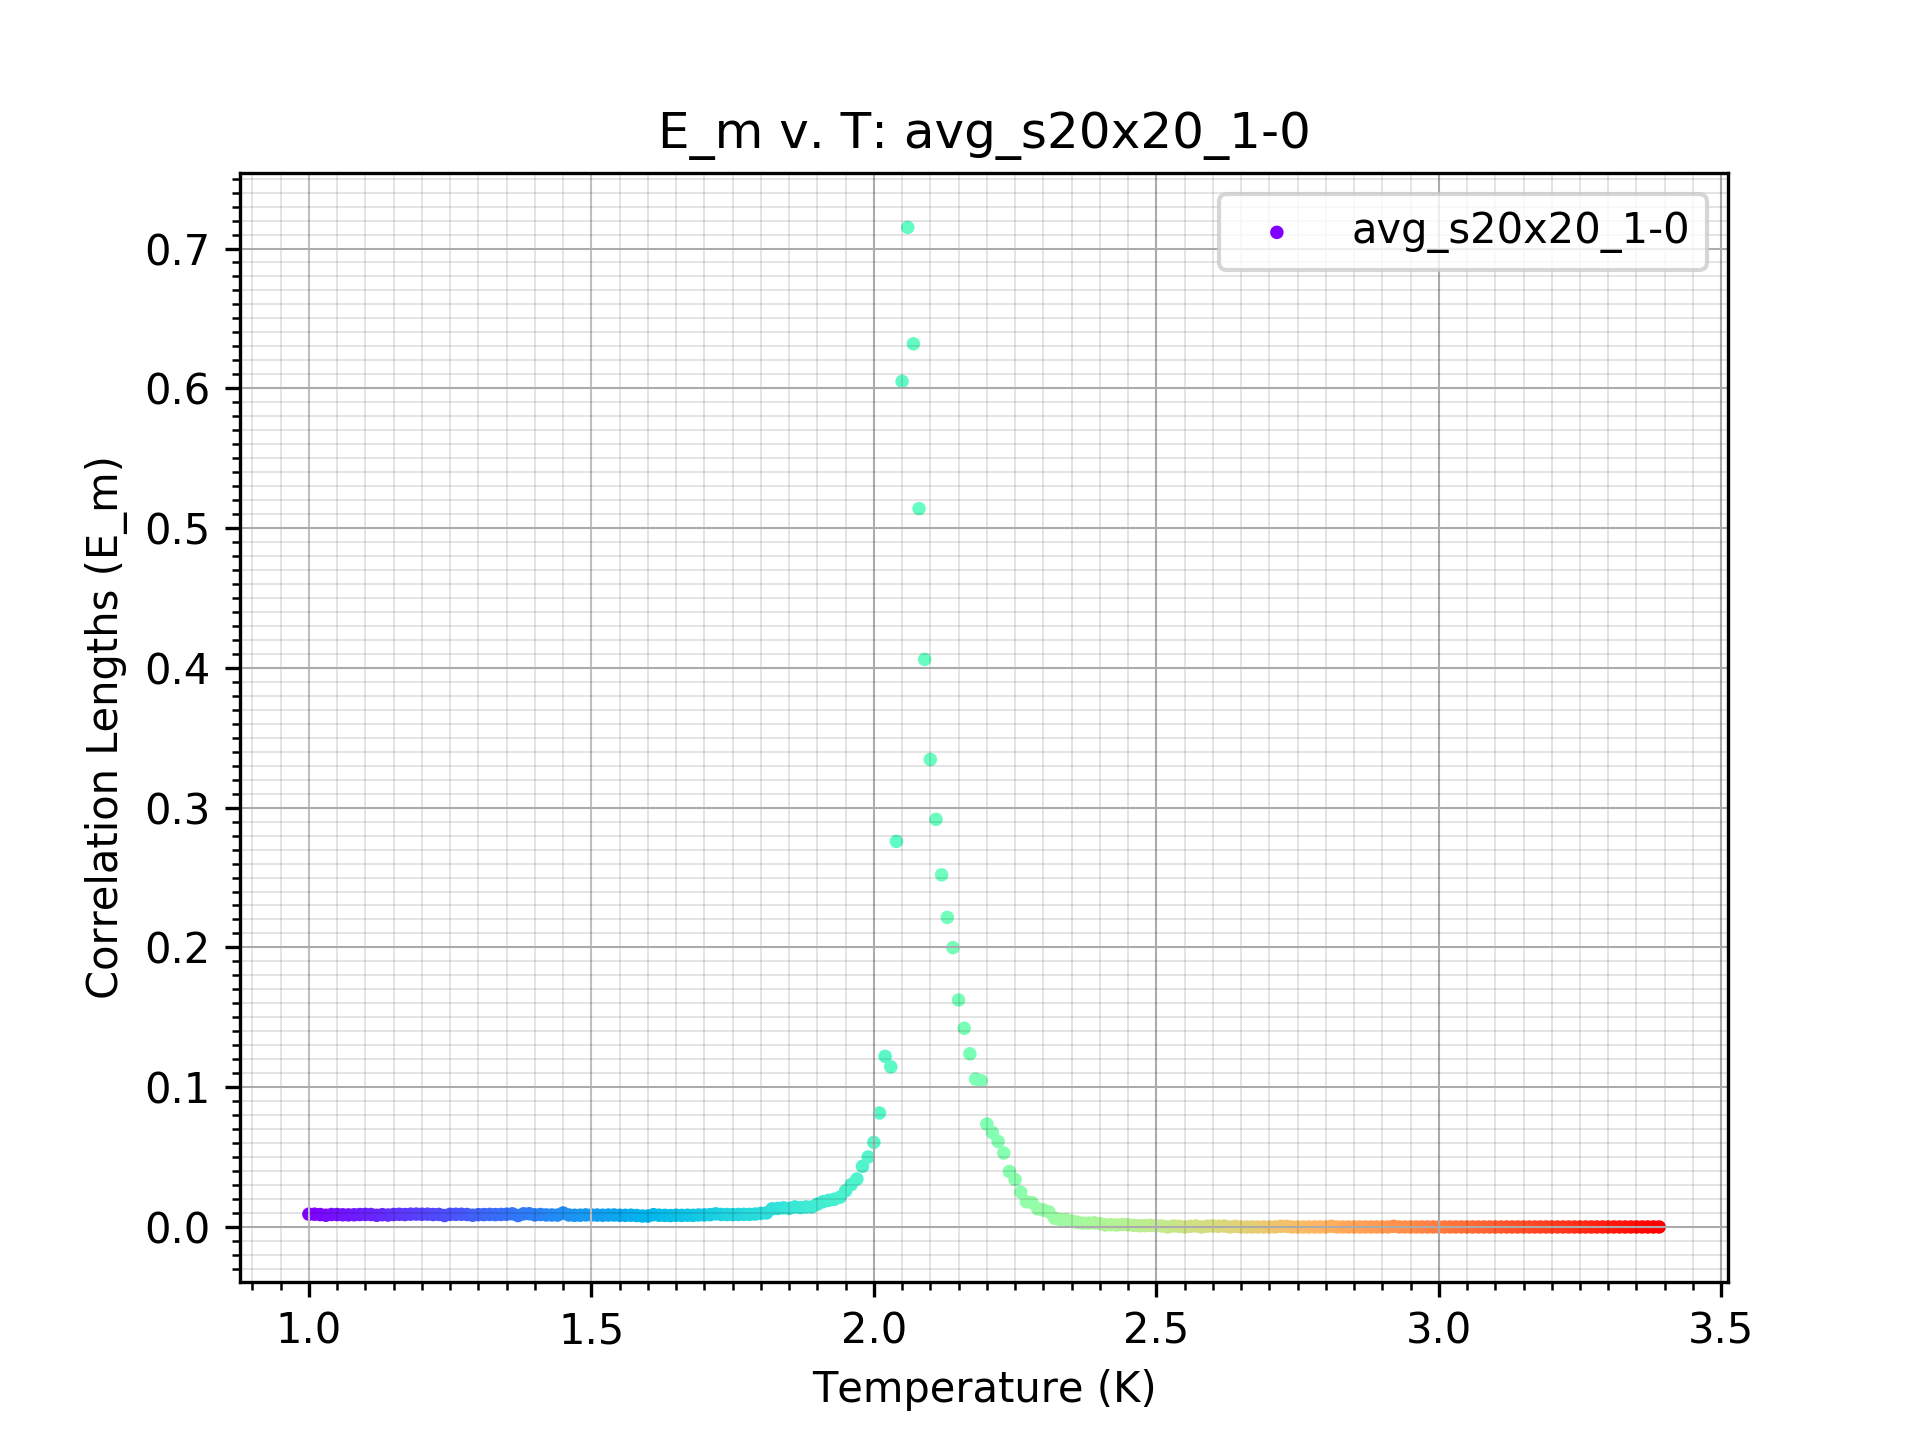 E_m v. T: avg_s20x20_1-0
avg_s20x20_1-0
0.7
0.6
0.5
0.4
0.3
0.2
0.1
0.0
Correlation Lengths (E_m)
1.0 1.5 2.0 2.5 3.0 3.5
Temperature (K)